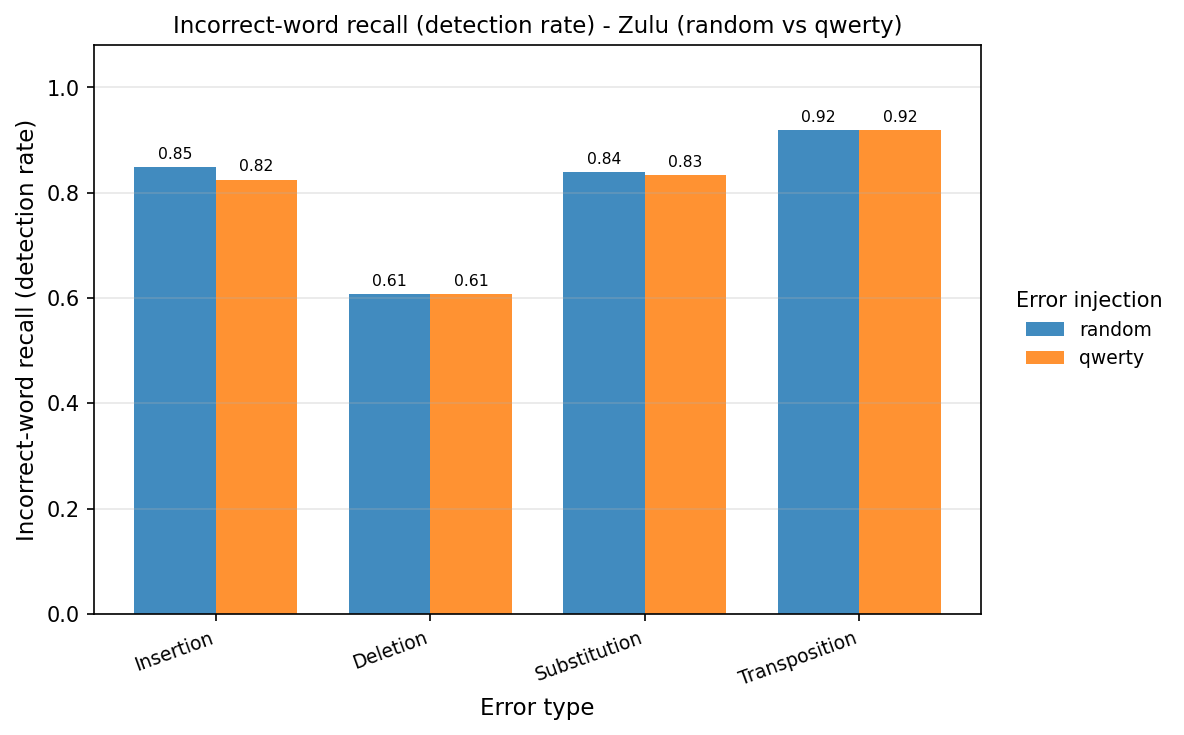 Incorrect-word recall (detection rate) - Zulu (random vs qwerty)
Incorrect-word recall (detection rate)
1.0
0.8
0.6
0.4
0.2
0.0
0.85
0.82
0.61
0.61
0.84
0.83
0.92
0.92
Insertion
Deletion
Substitution
Transposition
Error type
Error injection
random
qwerty